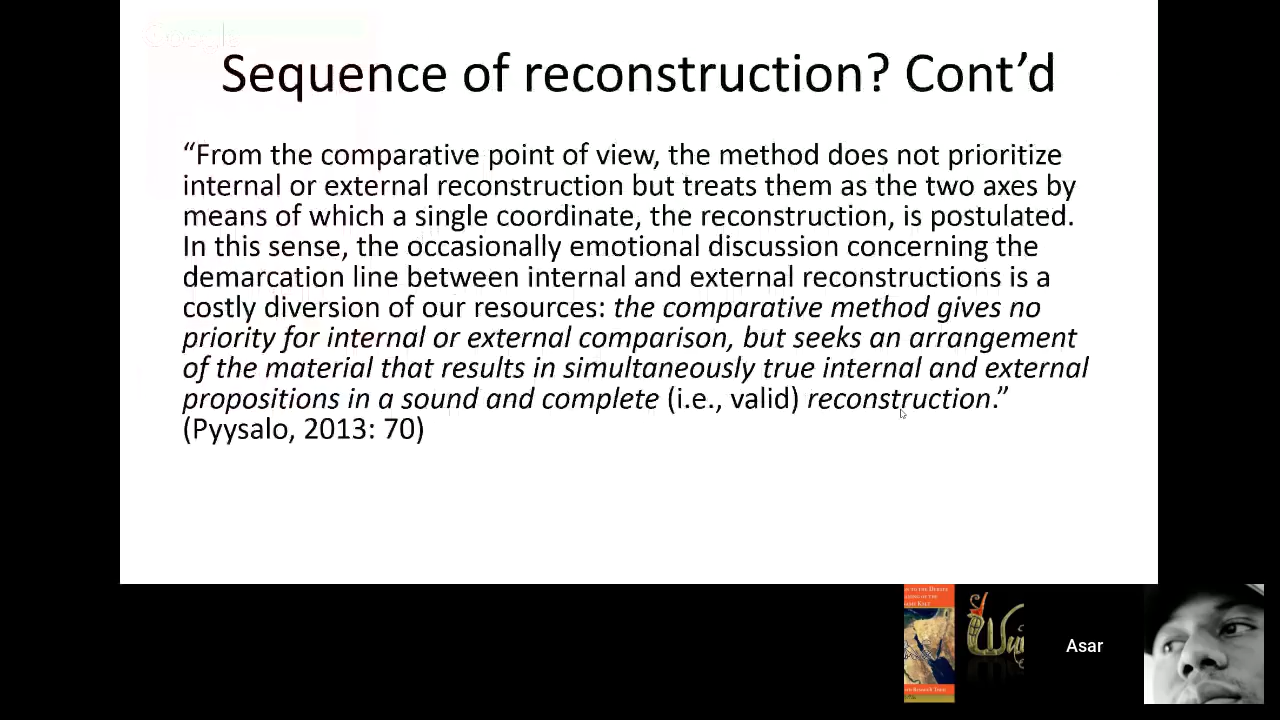 Sequence of reconstruction? Cont’d
“From the comparative point of view, the method does not prioritize
internal or external reconstruction but treats them as the two axes by
means of which a single coordinate, the reconstruction, is postulated.
In this sense, the occasionally emotional discussion concerning the
demarcation line between internal and external reconstructions is a
costly diversion of our resources: the comparative method gives no
priority for internal or external comparison, but seeks an arrangement
of the material that results in simultaneously true internal and external
propositions in a sound and complete (i.e., valid) reconstruction.”
(Pyysalo, 2013: 70)
Asar